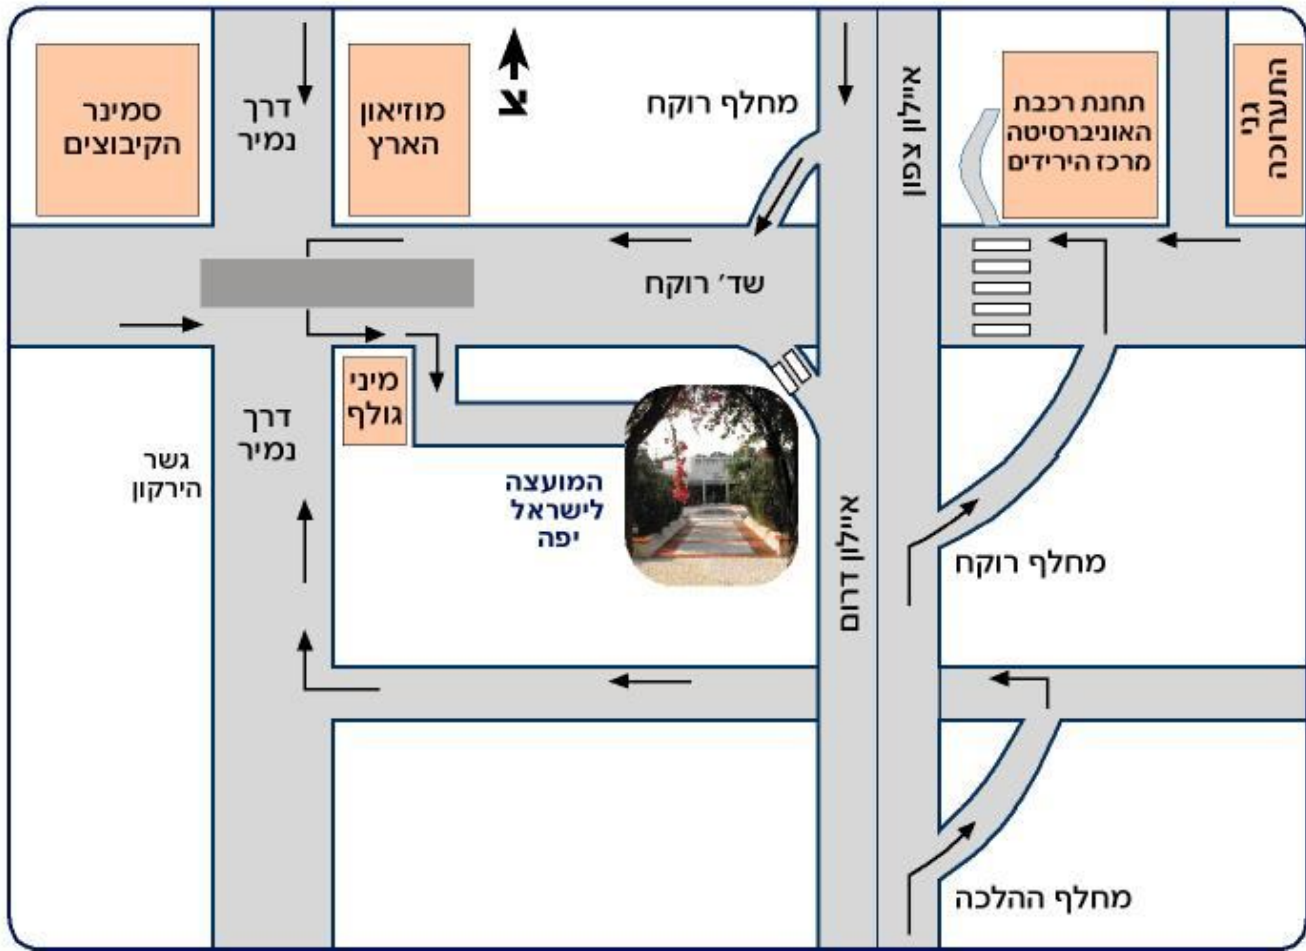 סמינר
הקיבוצים
דרך
נמיר
מוזיאון
הארץ
צ
מחלף רוקח
איילון צפון
תחנת רכבת
האוניברסיטה
מרכז הירידים
גני
התערוכה
שד' רוקח
מיני
גולף
דרך
נמיר
גשר
הירקון
המועצה
לישראל
יפה
איילון דרום
מחלף רוקח
מחלף ההלכה